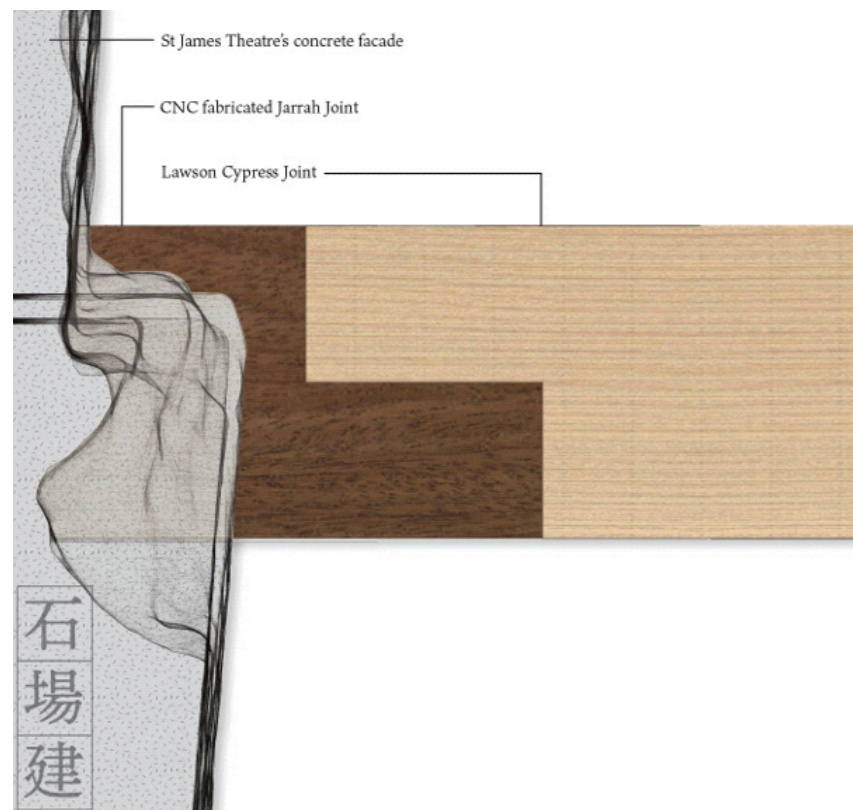 St James Theatre's concrete facade
CNC fabricated Jarrah Joint
Lawson Cypress Joint
石場建